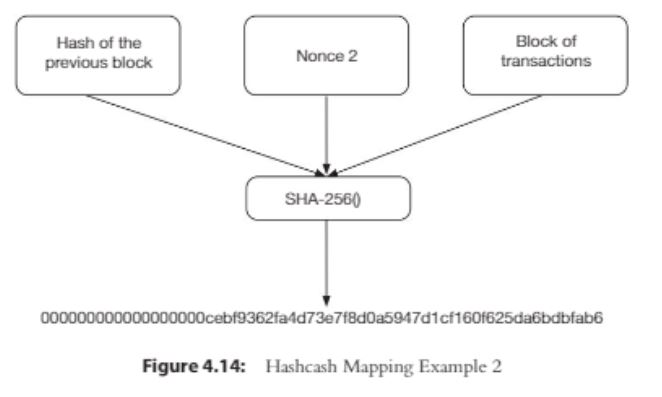 Hash of the
previous block
Nonce 2
Block of
transactions
SHA-256()
000000000000000000cebf9362fa4d73e7f8d0a5947d1cf160f625da6bdbfab6
Figure 4.14: Hashcash Mapping Example 2